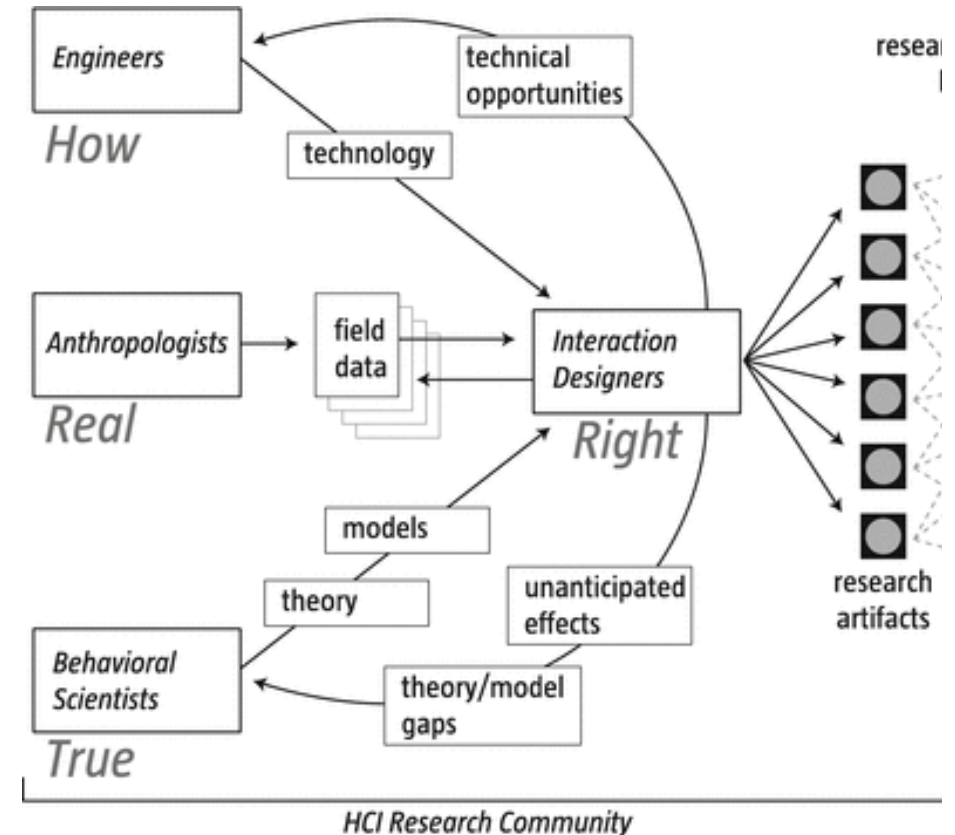 Engineers
How
technical
opportunities
technology
Anthropologists
Real
field
data
Interaction
Designers
Right
models
theory
unanticipated
effects
Behavioral
Scientists
True
theory/model
gaps
research
artifacts
HCI Research Community